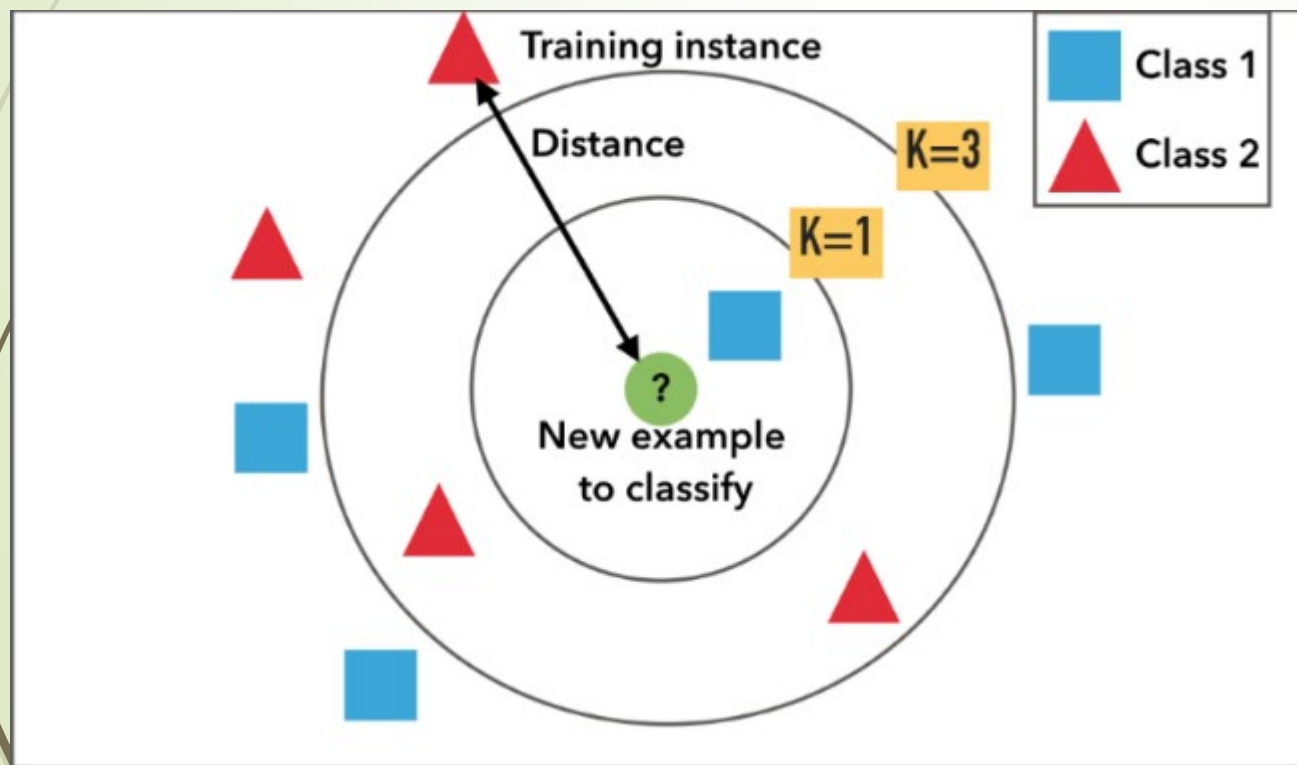 Training instance
Class 1
Distance
K=3
Class 2
K=1
?
New example
to classify